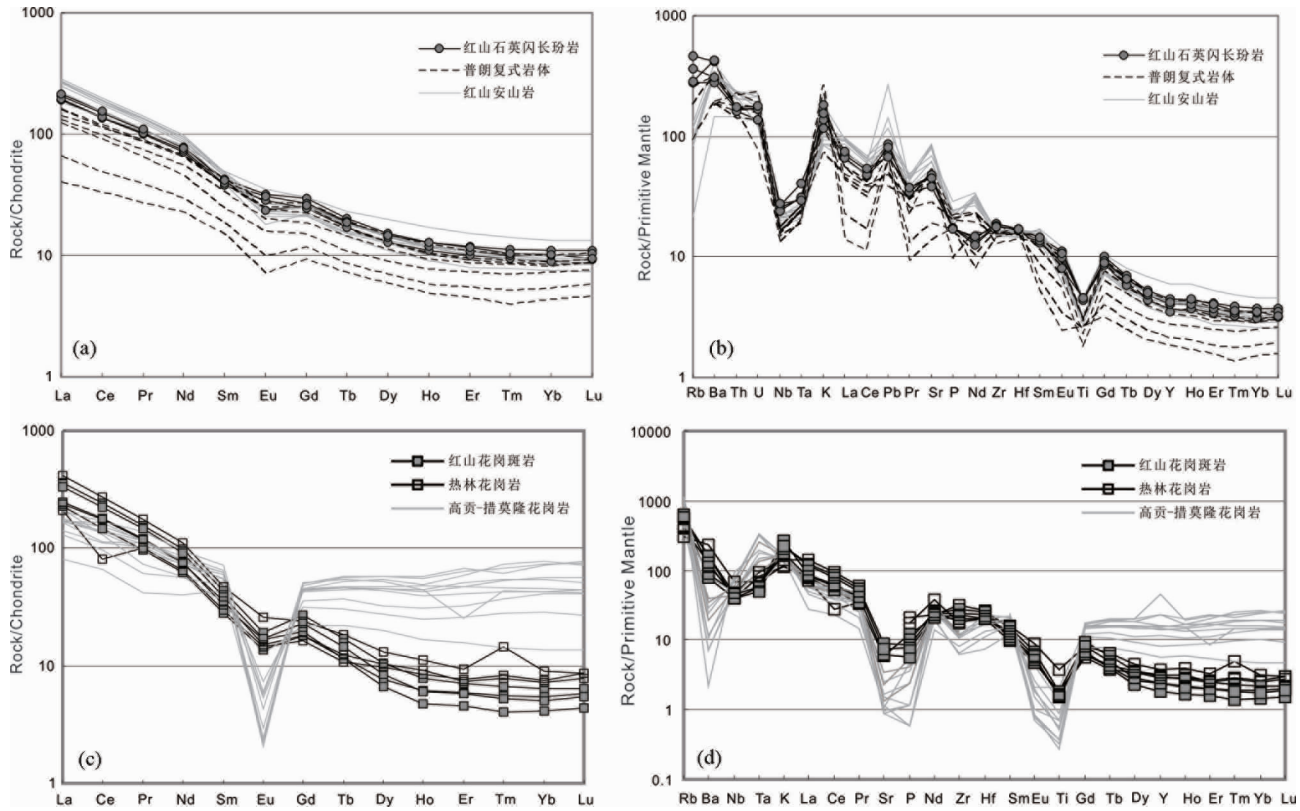 1000
100
10
1
Rock/Chondrite
红山石英闪长玢岩
普朗复式岩体
红山安山岩
(a)
La Ce Pr Nd Sm Eu Gd Tb Dy Ho Er Tm Yb Lu
1000
100
10
1
Rock/Primitive Mantle
红山石英闪长玢岩
普朗复式岩体
红山安山岩
(b)
Rb Ba Th U Nb Ta K La Ce Pb Pr Sr P Nd Zr Hf Sm Eu Ti Gd Tb Dy Y Ho Er Tm Yb Lu
1000
100
10
1
Rock/Chondrite
红山花岗斑岩
热林花岗岩
高贡-措莫隆花岗岩
(c)
La Ce Pr Nd Sm Eu Gd Tb Dy Ho Er Tm Yb Lu
10000
1000
100
10
1
0.1
Rock/Primitive Mantle
红山花岗斑岩
热林花岗岩
高贡-措莫隆花岗岩
(d)
Rb Ba Nb Ta K La Ce Pr Sr P Nd Zr Hf Sm Eu Ti Gd Tb Dy Y Ho Er Tm Yb Lu